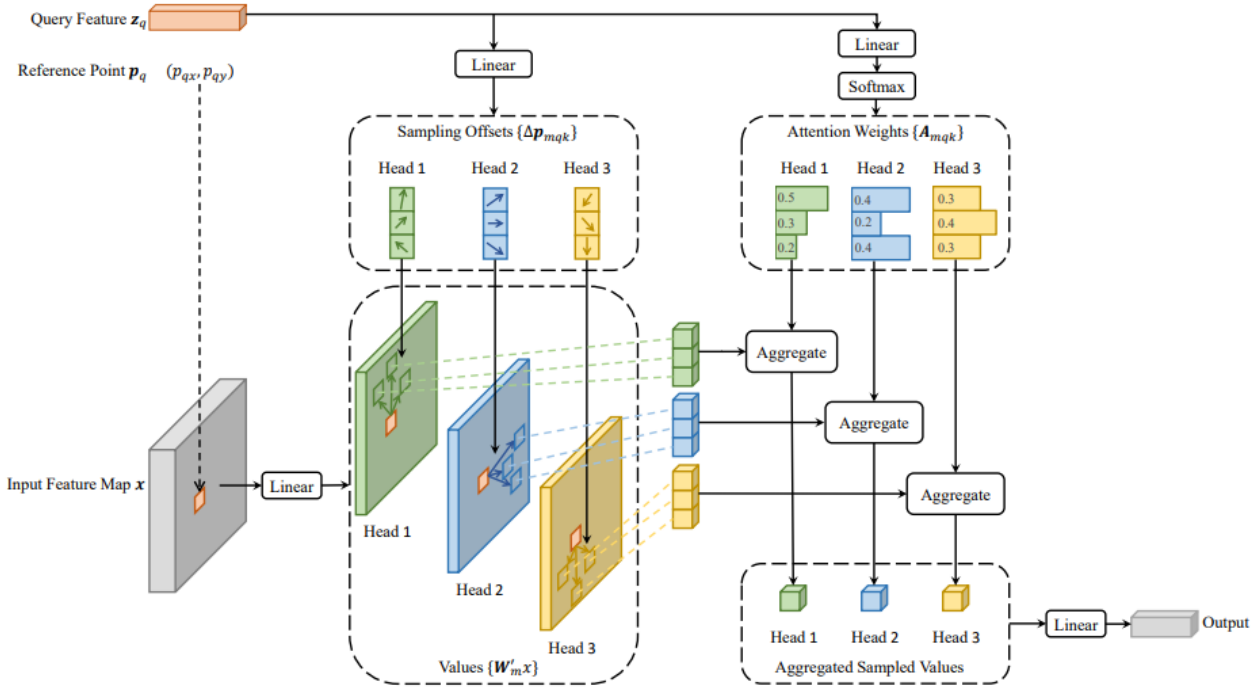 Query Feature z_q
Reference Point p_q (p_qx, p_qy)
Linear
Linear
Softmax
Sampling Offsets {Δp_mqk}
Head 1 Head 2 Head 3
Attention Weights {A_mqk}
Head 1 Head 2 Head 3
0.5 0.4 0.3
0.3 0.2 0.4
0.2 0.4 0.3
Input Feature Map x
Linear
Head 1
Head 2
Head 3
Values {W'_m x}
Aggregate
Aggregate
Aggregate
Head 1 Head 2 Head 3
Aggregated Sampled Values
Linear
Output